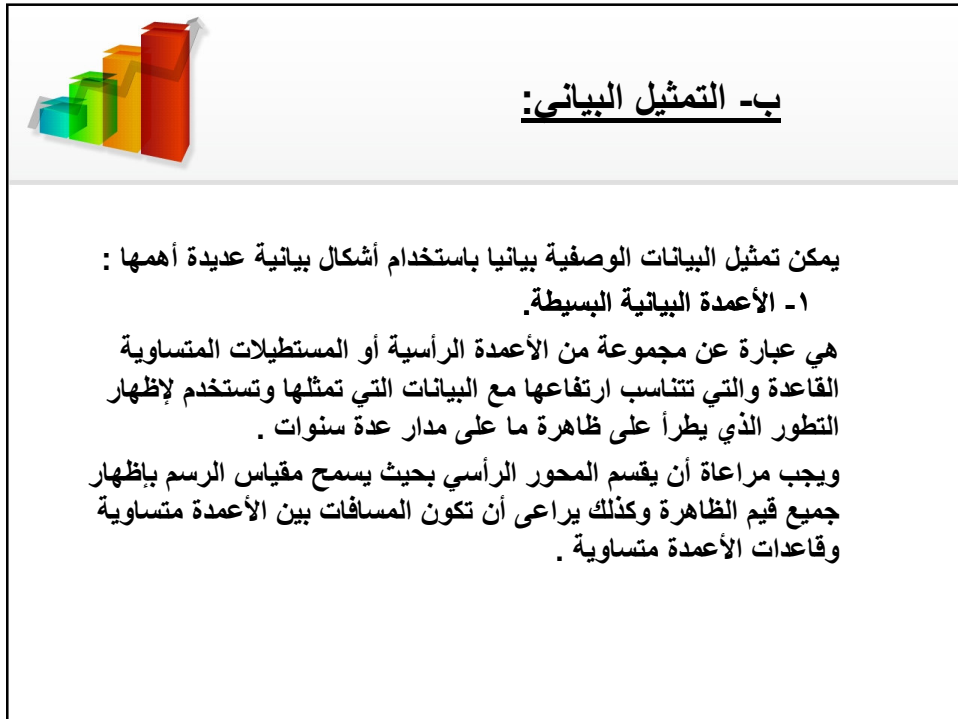 ب- التمثيل البياني:
يمكن تمثيل البيانات الوصفية بيانيا باستخدام أشكال بيانية عديدة أهمها :
١- الأعمدة البيانية البسيطة.
هي عبارة عن مجموعة من الأعمدة الرأسية أو المستطيلات المتساوية
القاعدة والتي تتناسب ارتفاعها مع البيانات التي تمثلها وتستخدم لإظهار
التطور الذي يطرأ على ظاهرة ما على مدار عدة سنوات .
ويجب مراعاة أن يقسم المحور الرأسي بحيث يسمح مقياس الرسم بإظهار
جميع قيم الظاهرة وكذلك يراعى أن تكون المسافات بين الأعمدة متساوية
وقاعدات الأعمدة متساوية .